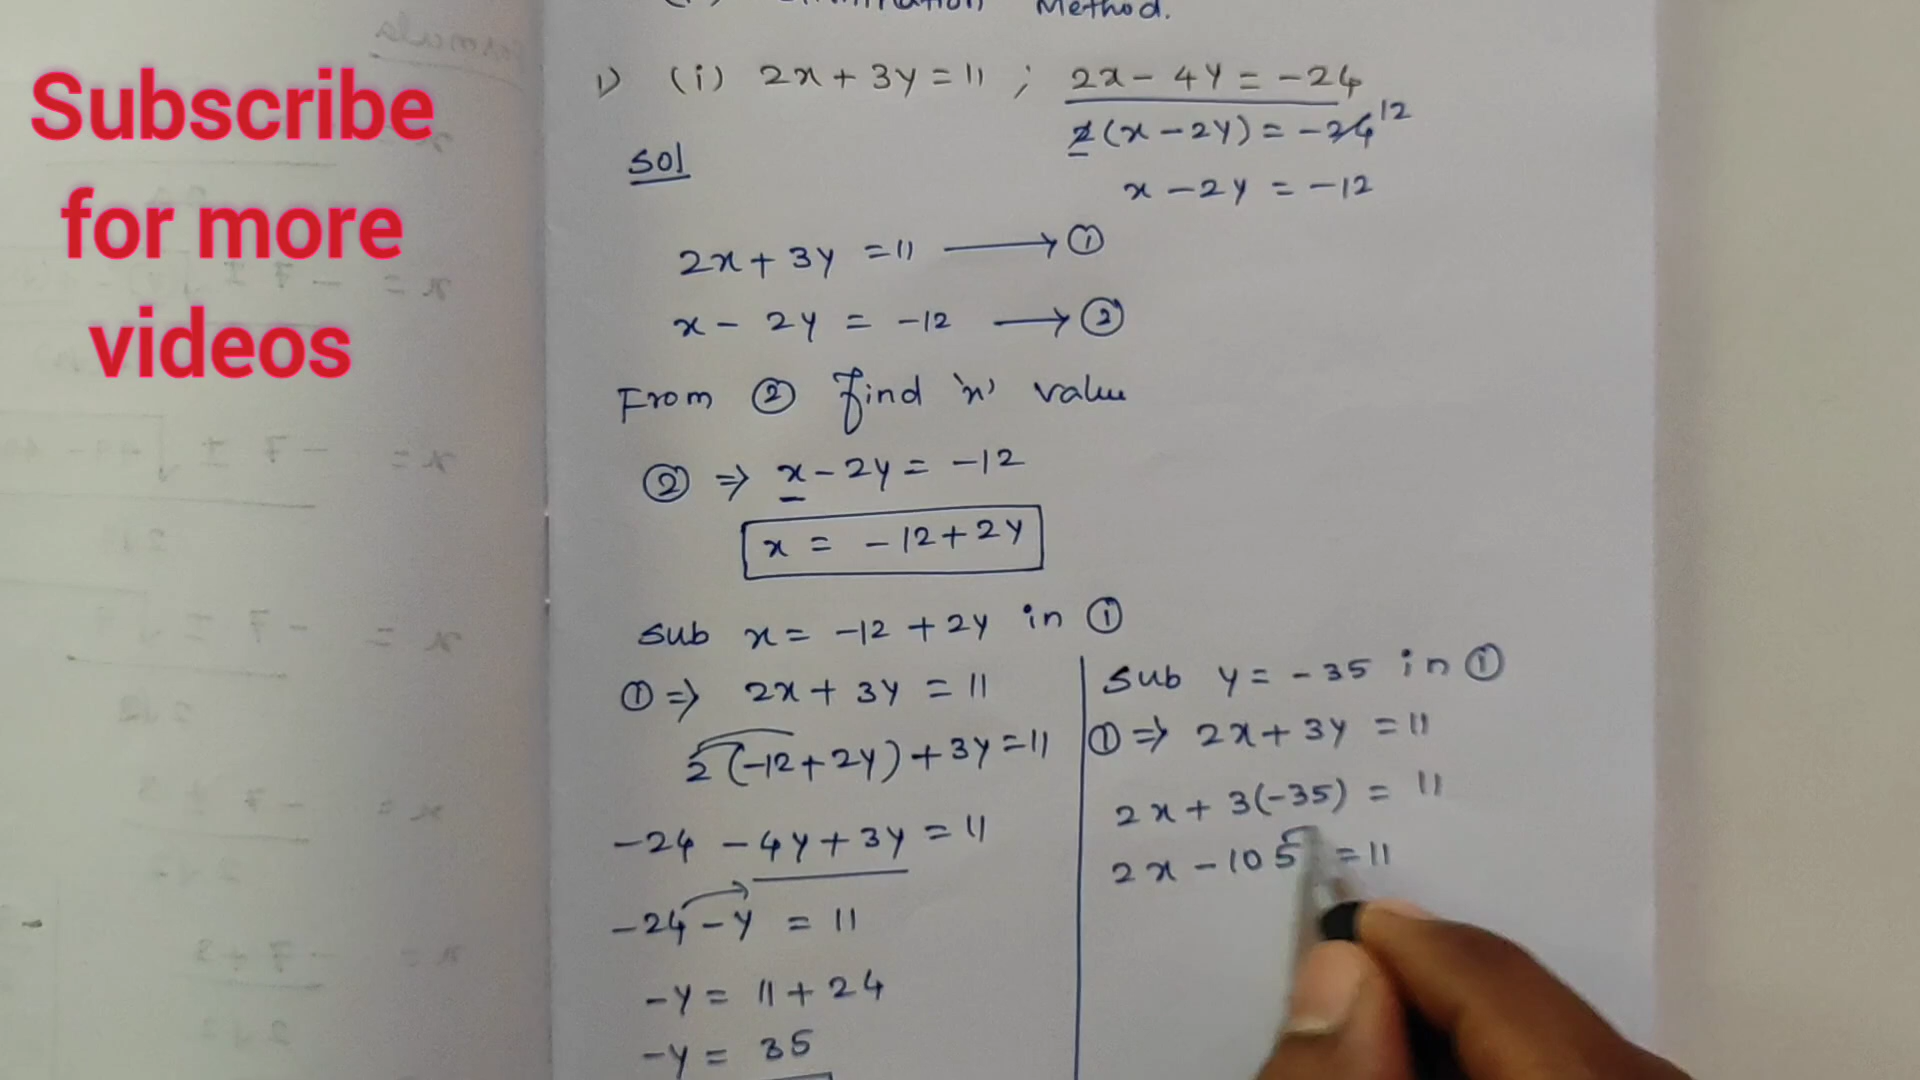 Subscribe
for more
videos
Method.
1) (i) 2x + 3y = 11 ; 2x - 4y = -24
2(x - 2y) = -24 12
x - 2y = -12
Sol
2x + 3y = 11 ⟶ ①
x - 2y = -12 ⟶ ②
From ② find 'x' value
② ⇒ x - 2y = -12
x = -12 + 2y
Sub x = -12 + 2y in ①
① ⇒ 2x + 3y = 11
2(-12 + 2y) + 3y = 11
-24 - 4y + 3y = 11
-24 - y = 11
-y = 11 + 24
-y = 35
Sub y = -35 in ①
① ⇒ 2x + 3y = 11
2x + 3(-35) = 11
2x - 105 = 11